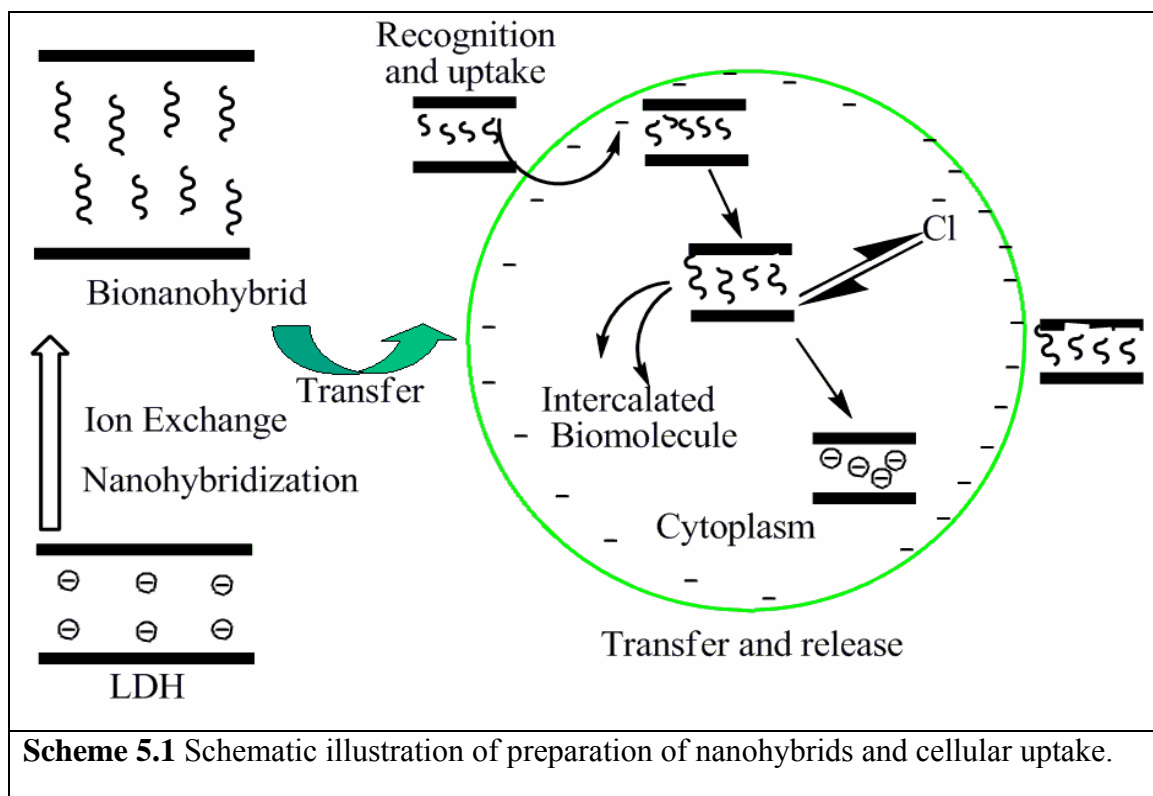 Recognition
and uptake
Bionanohybrid
Transfer
Ion Exchange
Nanohybridization
LDH
Cl
Intercalated
Biomolecule
Cytoplasm
Transfer and release
Scheme 5.1 Schematic illustration of preparation of nanohybrids and cellular uptake.